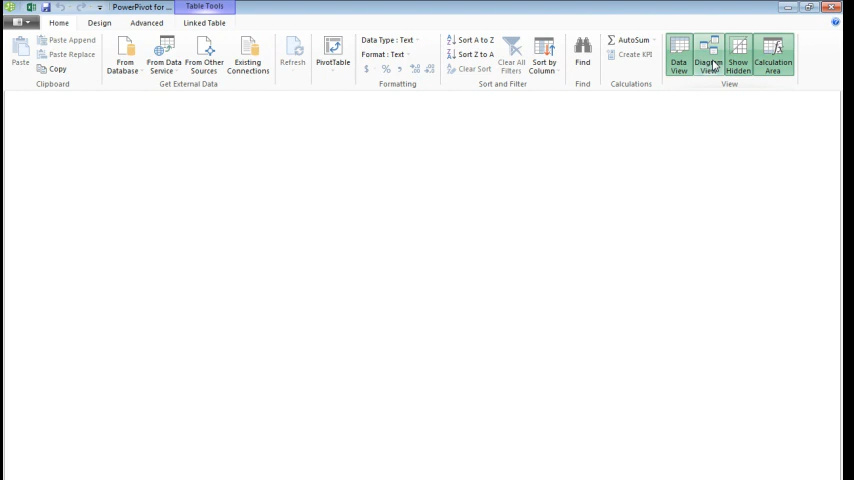 PowerPivot for ...
Table Tools
Home
Design
Advanced
Linked Table
Paste
Paste Append
Paste Replace
Copy
Clipboard
From Database
From Data Service
From Other Sources
Existing Connections
Get External Data
Refresh
PivotTable
Data Type : Text
Format : Text
$ % ,
Formatting
Sort A to Z
Sort Z to A
Clear Sort
Clear All Filters
Sort by Column
Sort and Filter
Find
Find
AutoSum
Create KPI
Calculations
Data View
Diagram View
Show Hidden
Calculation Area
View